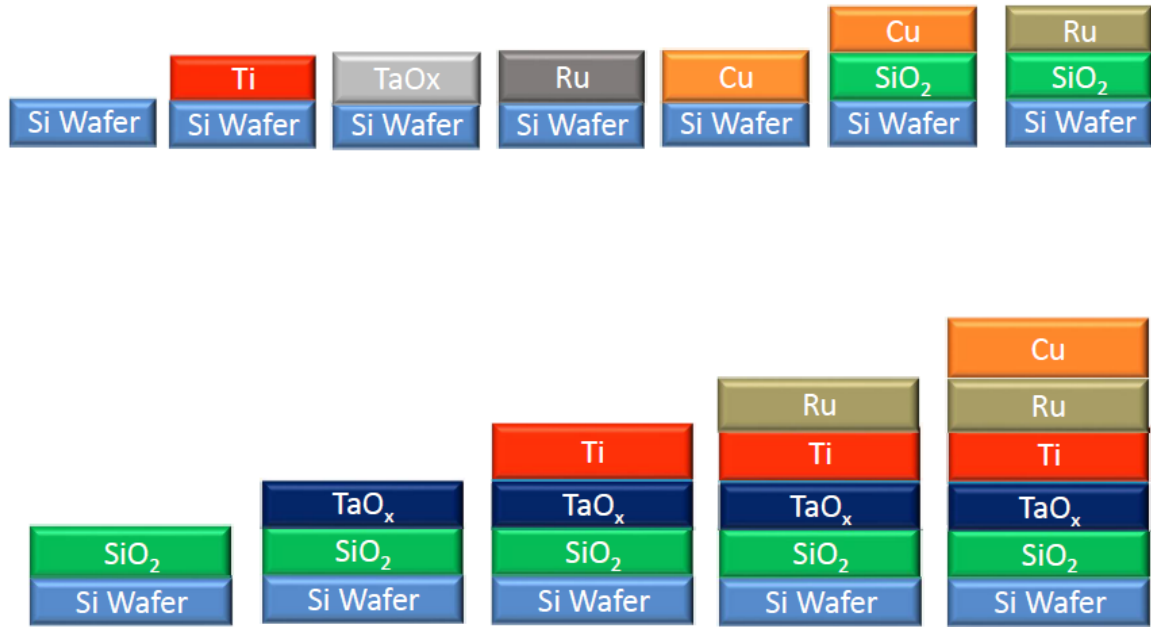 Cu Ru
Ti TaOx Ru Cu SiO₂ SiO₂
Si Wafer Si Wafer Si Wafer Si Wafer Si Wafer Si Wafer Si Wafer
Cu
Ru Ru
Ti Ti Ti
TaOₓ TaOₓ TaOₓ TaOₓ
SiO₂ SiO₂ SiO₂ SiO₂ SiO₂
Si Wafer Si Wafer Si Wafer Si Wafer Si Wafer